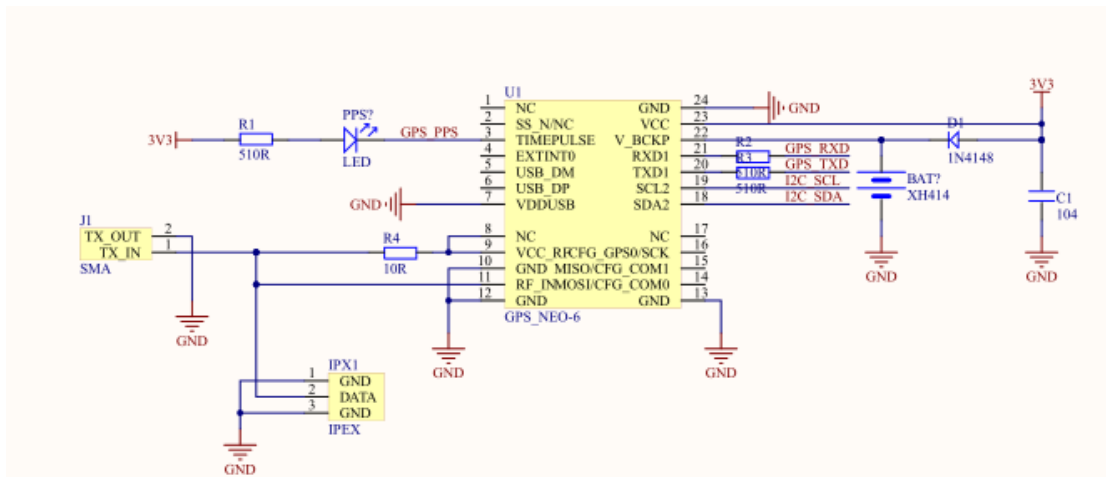 3V3
R1
510R
PPS?
LED
GPS_PPS
U1
1 NC
2 SS_N/NC
3 TIMEPULSE
4 EXTINT0
5 USB_DM
6 USB_DP
7 VDDUSB
8 NC
9 VCC_RFCFG_GPS0/SCK
10 GND MISO/CFG_COM1
11 RF_INMOSI/CFG_COM0
12 GND
GPS_NEO-6
GND 24
VCC 23
V_BCKP 22
RXD1 21
TXD1 20
SCL2 19
SDA2 18
NC 17
16
15
14
GND 13
GND
3V3
D1
1N4148
R2
GPS_RXD
R3
510R
GPS_TXD
510R
I2C_SCL
I2C_SDA
BAT?
XH414
GND
C1
104
GND
GND
J1
TX_OUT 2
TX_IN 1
SMA
GND
R4
10R
GND
GND
IPX1
1 GND
2 DATA
3 GND
IPEX
GND